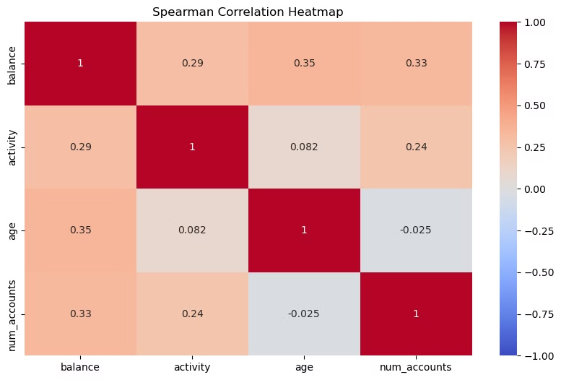 Spearman Correlation Heatmap
balance
1
0.29
0.35
0.33
activity
0.29
1
0.082
0.24
age
0.35
0.082
1
-0.025
num_accounts
0.33
0.24
-0.025
1
balance
activity
age
num_accounts
1.00
0.75
0.50
0.25
0.00
−0.25
−0.50
−0.75
−1.00